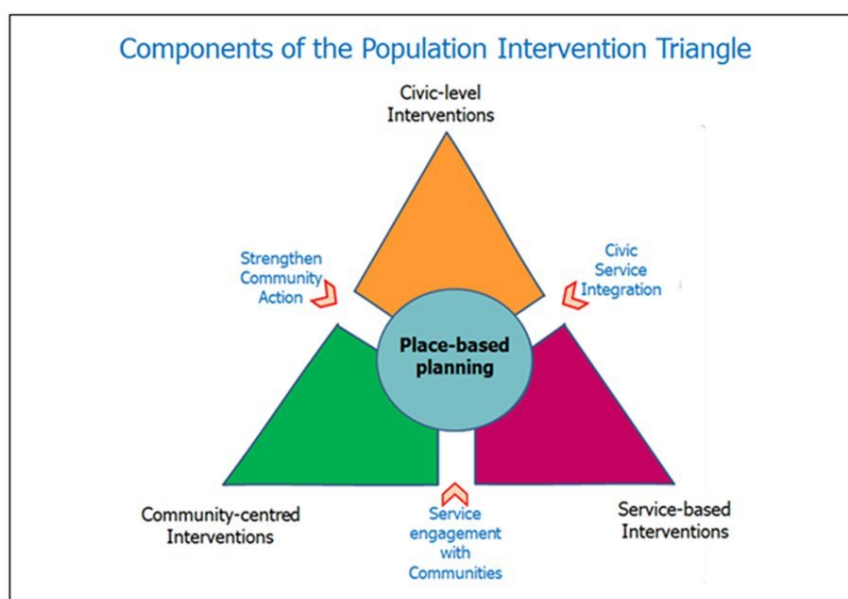 Components of the Population Intervention Triangle
Civic-level
Interventions
Strengthen
Community
Action
Civic
Service
Integration
Place-based
planning
Community-centred
Interventions
Service
engagement
with
Communities
Service-based
Interventions